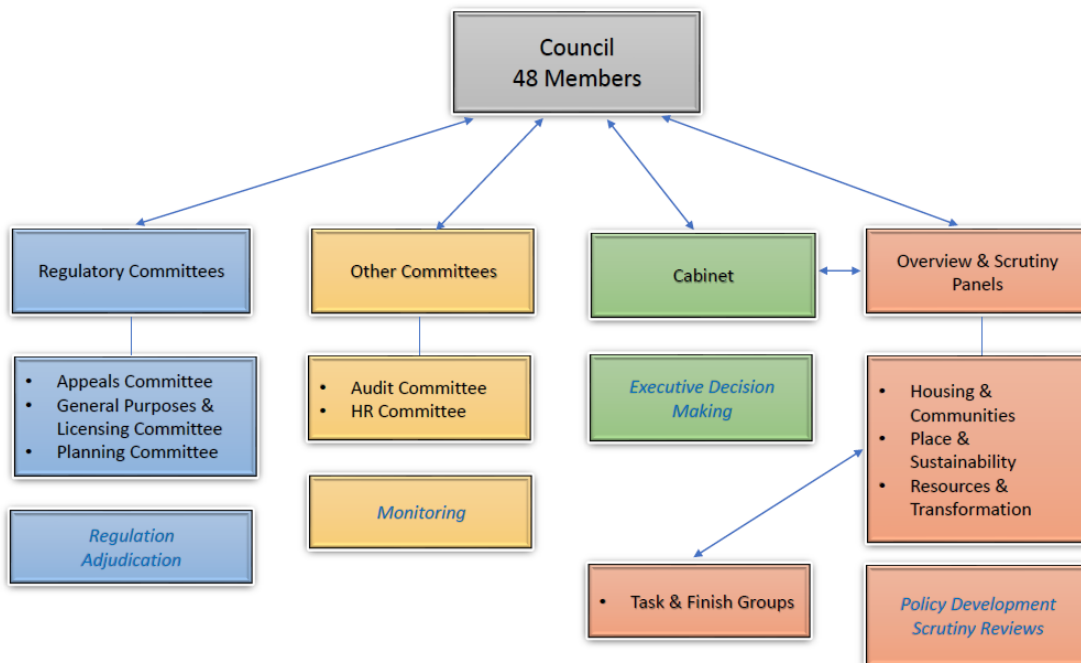 Council
48 Members
Regulatory Committees
Other Committees
Cabinet
Overview & Scrutiny
Panels
• Appeals Committee
• General Purposes &
Licensing Committee
• Planning Committee
• Audit Committee
• HR Committee
Executive Decision
Making
• Housing &
Communities
• Place &
Sustainability
• Resources &
Transformation
Regulation
Adjudication
Monitoring
• Task & Finish Groups
Policy Development
Scrutiny Reviews